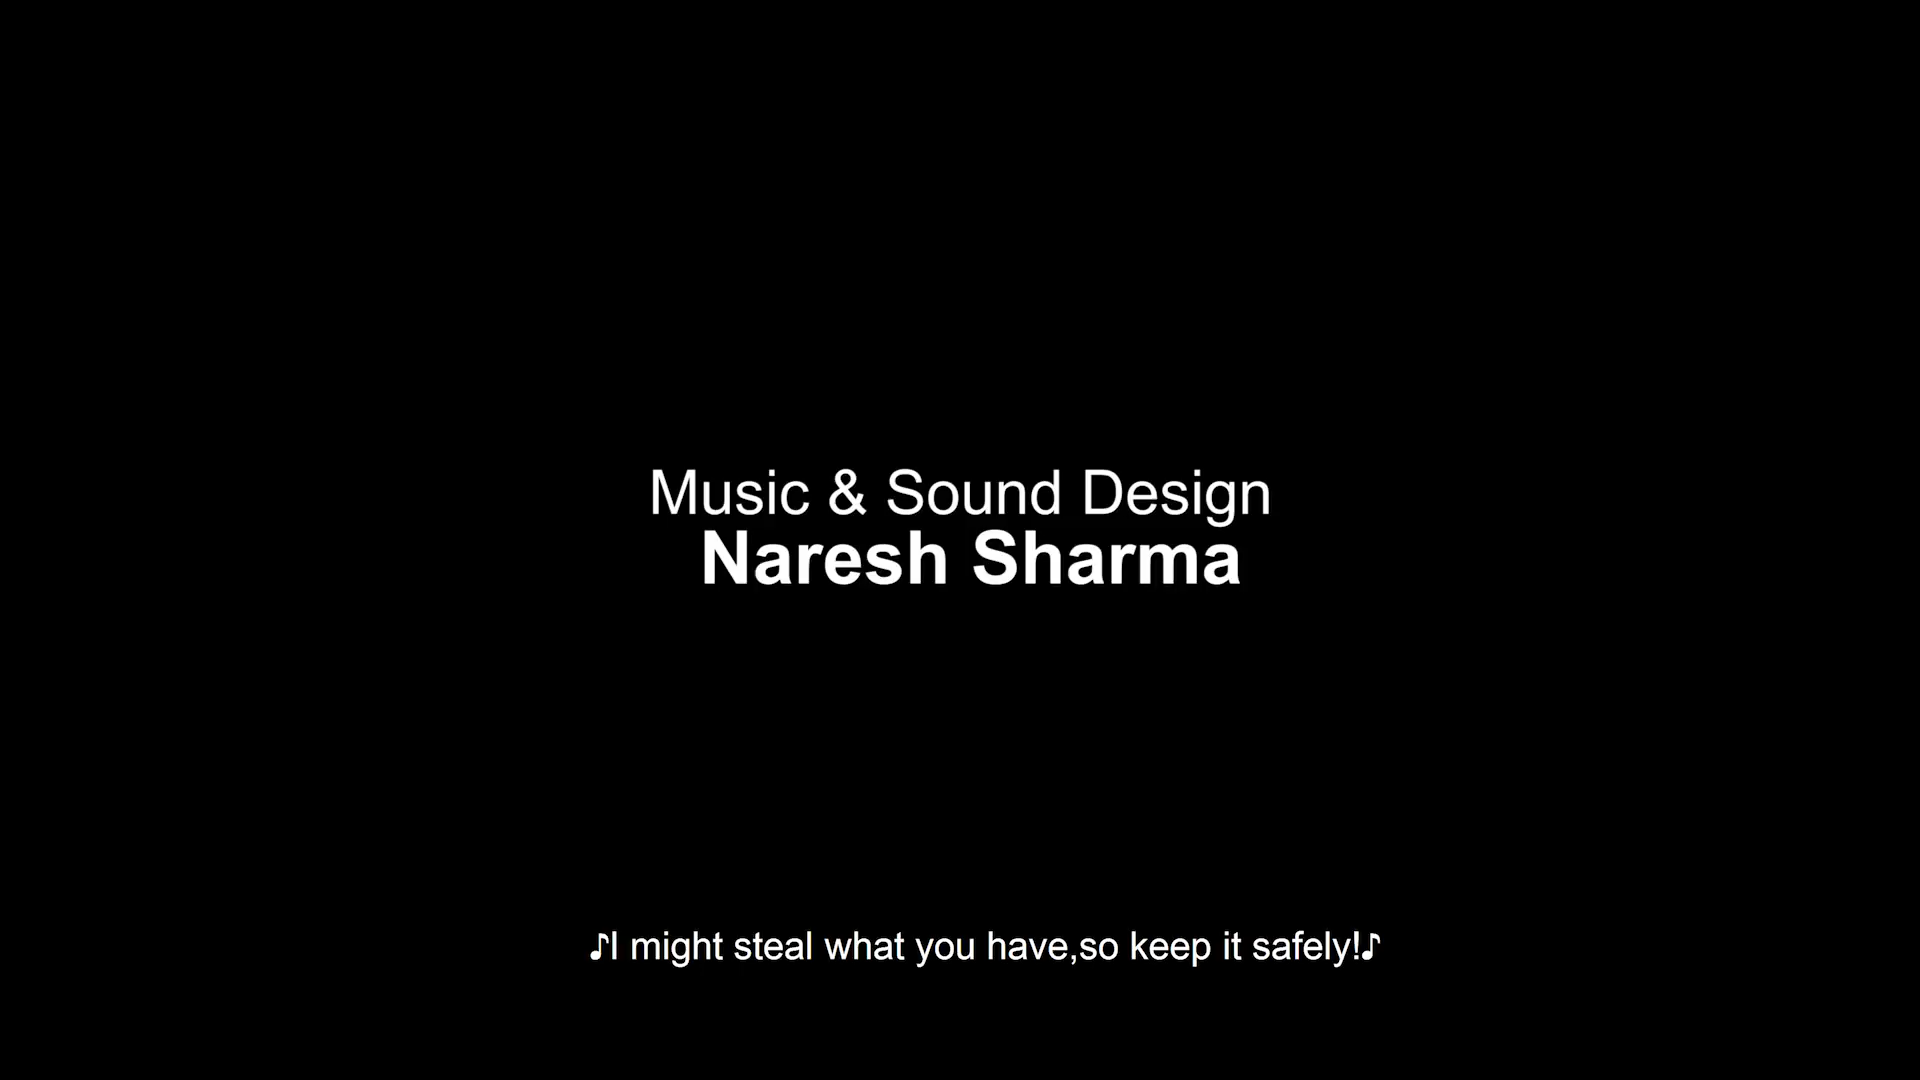 Music & Sound Design
Naresh Sharma
♪I might steal what you have,so keep it safely!♪